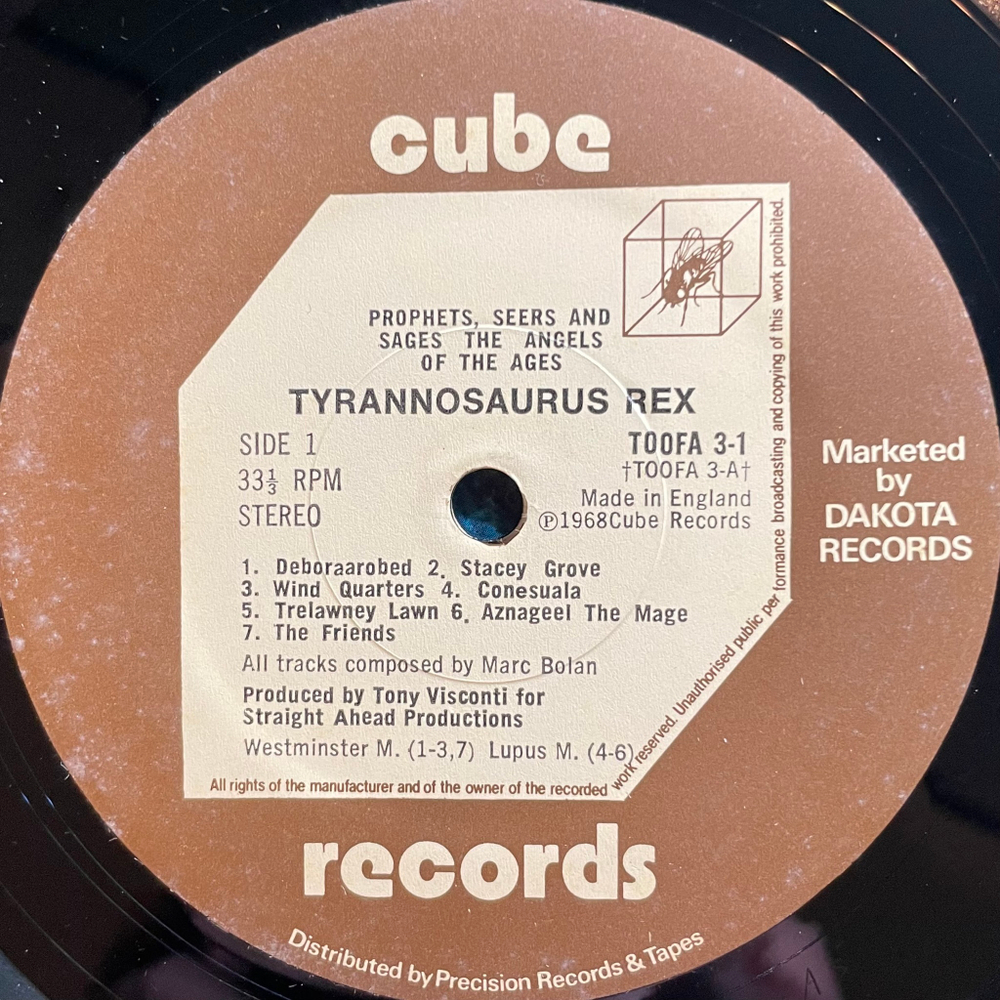 cube
PROPHETS, SEERS AND
SAGES THE ANGELS
OF THE AGES
TYRANNOSAURUS REX
SIDE 1
33⅓ RPM
STEREO
TOOFA 3-1
†TOOFA 3-A†
Made in England
Ⓟ1968Cube Records
1. Deboraarobed 2. Stacey Grove
3. Wind Quarters 4. Conesuala
5. Trelawney Lawn 6. Aznageel The Mage
7. The Friends
All tracks composed by Marc Bolan
Produced by Tony Visconti for
Straight Ahead Productions
Westminster M. (1-3,7) Lupus M. (4-6)
All rights of the manufacturer and of the owner of the recorded work reserved. Unauthorised public performance broadcasting and copying of this work prohibited.
Marketed
by
DAKOTA
RECORDS
records
Distributed by Precision Records & Tapes